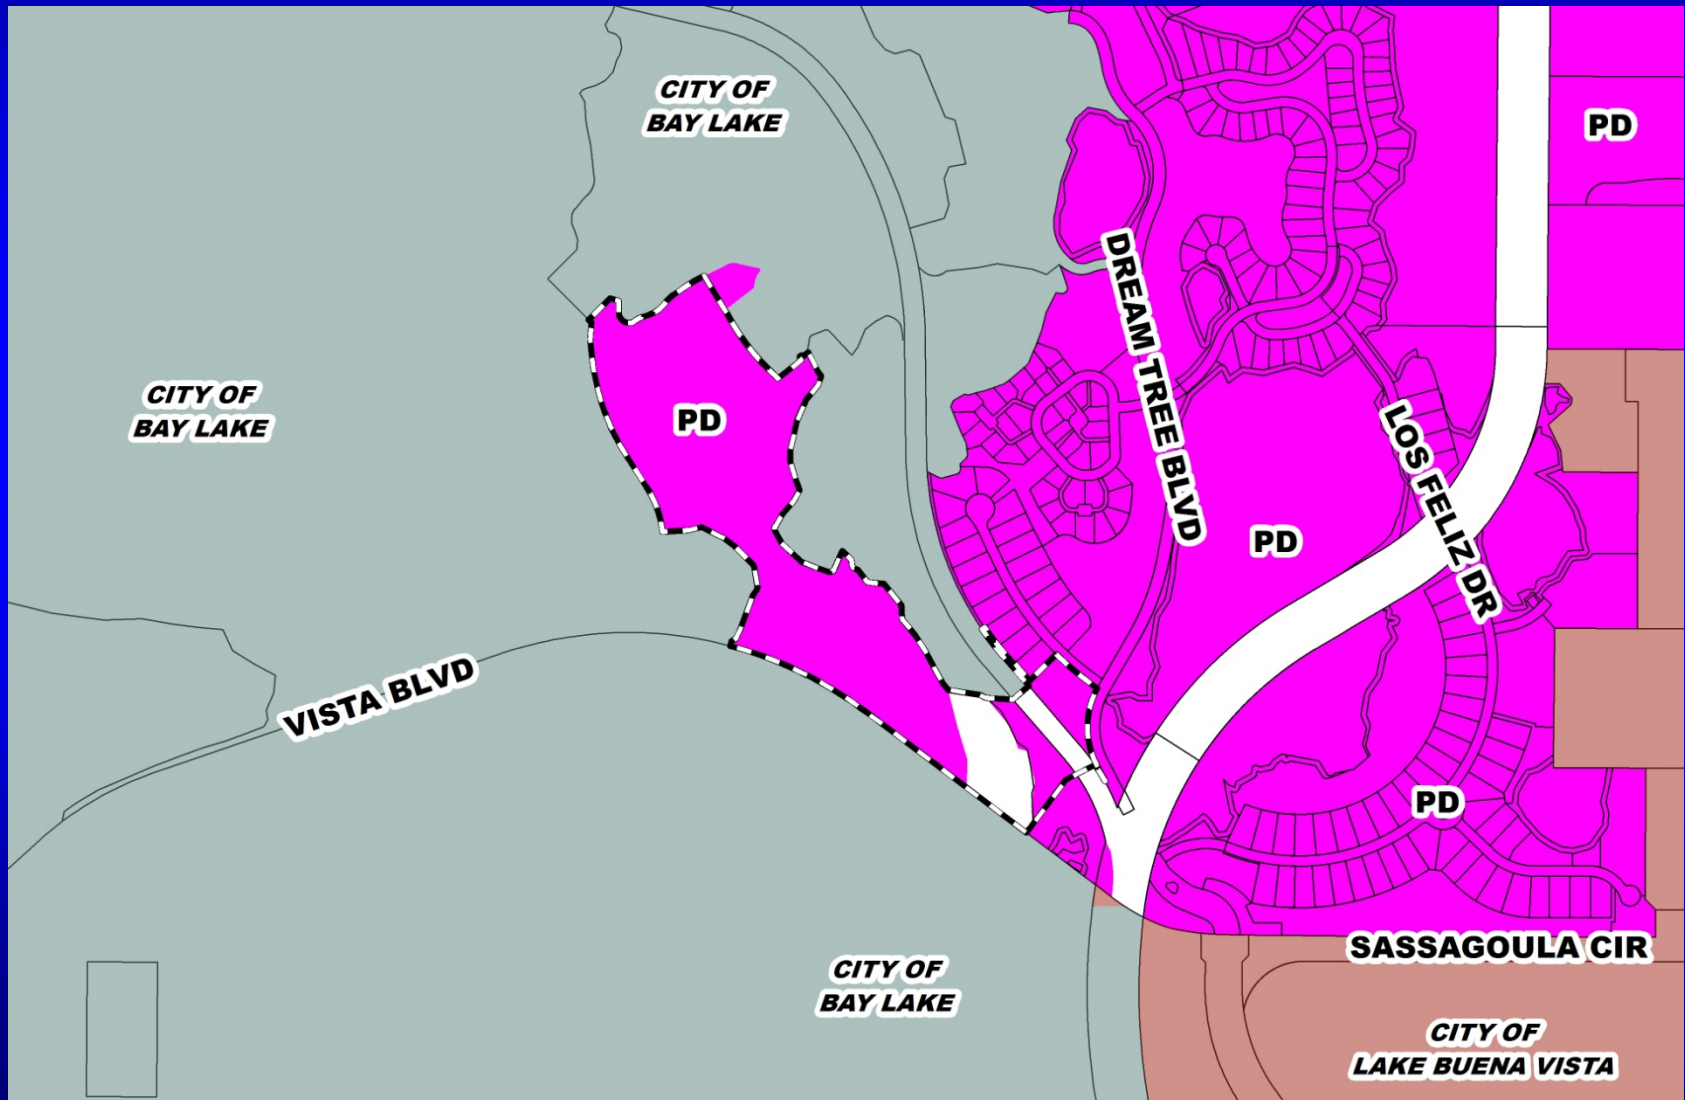 CITY OF
BAY LAKE
PD
DREAM TREE BLVD
CITY OF
BAY LAKE
PD
LOS FELIZ DR
PD
VISTA BLVD
PD
SASSAGOULA CIR
CITY OF
BAY LAKE
CITY OF
LAKE BUENA VISTA